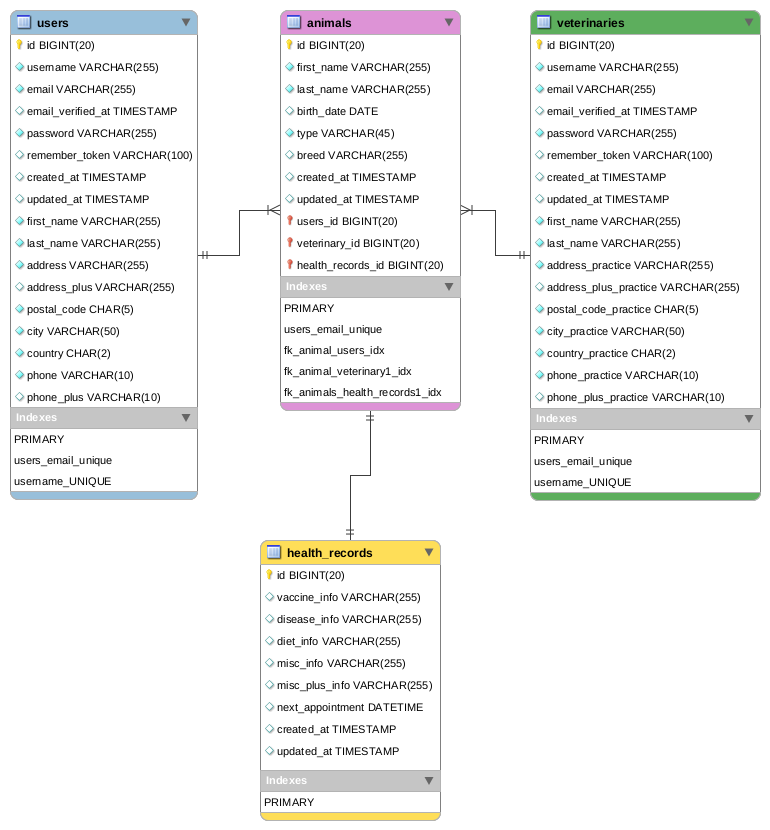 users
id BIGINT(20)
username VARCHAR(255)
email VARCHAR(255)
email_verified_at TIMESTAMP
password VARCHAR(255)
remember_token VARCHAR(100)
created_at TIMESTAMP
updated_at TIMESTAMP
first_name VARCHAR(255)
last_name VARCHAR(255)
address VARCHAR(255)
address_plus VARCHAR(255)
postal_code CHAR(5)
city VARCHAR(50)
country CHAR(2)
phone VARCHAR(10)
phone_plus VARCHAR(10)
Indexes
PRIMARY
users_email_unique
username_UNIQUE
animals
id BIGINT(20)
first_name VARCHAR(255)
last_name VARCHAR(255)
birth_date DATE
type VARCHAR(45)
breed VARCHAR(255)
created_at TIMESTAMP
updated_at TIMESTAMP
users_id BIGINT(20)
veterinary_id BIGINT(20)
health_records_id BIGINT(20)
Indexes
PRIMARY
users_email_unique
fk_animal_users_idx
fk_animal_veterinary1_idx
fk_animals_health_records1_idx
veterinaries
id BIGINT(20)
username VARCHAR(255)
email VARCHAR(255)
email_verified_at TIMESTAMP
password VARCHAR(255)
remember_token VARCHAR(100)
created_at TIMESTAMP
updated_at TIMESTAMP
first_name VARCHAR(255)
last_name VARCHAR(255)
address_practice VARCHAR(255)
address_plus_practice VARCHAR(255)
postal_code_practice CHAR(5)
city_practice VARCHAR(50)
country_practice CHAR(2)
phone_practice VARCHAR(10)
phone_plus_practice VARCHAR(10)
Indexes
PRIMARY
users_email_unique
username_UNIQUE
health_records
id BIGINT(20)
vaccine_info VARCHAR(255)
disease_info VARCHAR(255)
diet_info VARCHAR(255)
misc_info VARCHAR(255)
misc_plus_info VARCHAR(255)
next_appointment DATETIME
created_at TIMESTAMP
updated_at TIMESTAMP
Indexes
PRIMARY